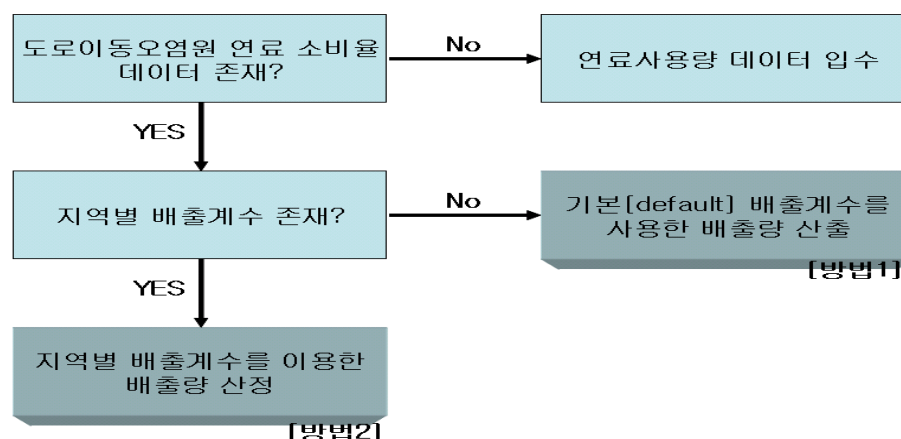 도로이동오염원 연료 소비율
데이터 존재?
No
연료사용량 데이터 입수
YES
지역별 배출계수 존재?
No
기본[default] 배출계수를
사용한 배출량 산출
[방법1]
YES
지역별 배출계수를 이용한
배출량 산정
[방법2]